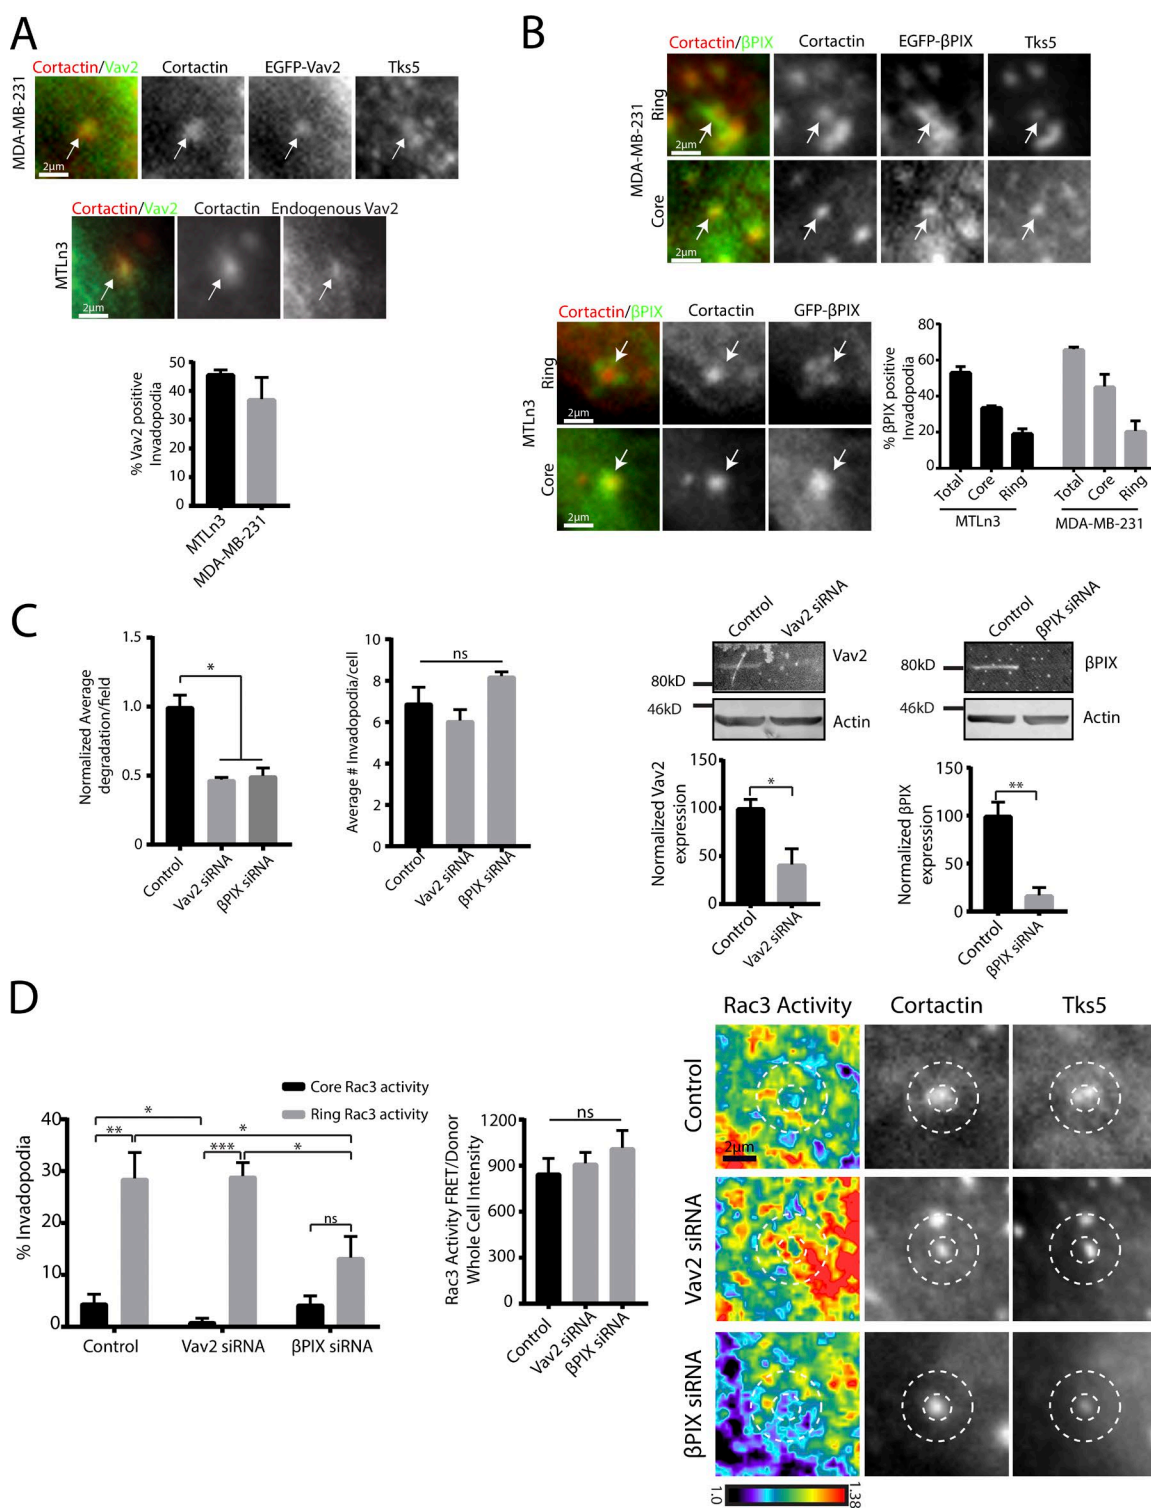 A
Cortactin/Vav2 Cortactin EGFP-Vav2 Tks5
MDA-MB-231
2μm
Cortactin/Vav2 Cortactin Endogenous Vav2
MTLn3
2μm
% Vav2 positive
Invadopodia
50
40
30
20
10
0
MTLn3
MDA-MB-231
B
Cortactin/βPIX Cortactin EGFP-βPIX Tks5
MDA-MB-231
Ring
2μm
Core
2μm
Cortactin/βPIX Cortactin GFP-βPIX
MTLn3
Ring
2μm
Core
2μm
% βPIX positive
Invadopodia
80
60
40
20
0
Total Core Ring Total Core Ring
MTLn3 MDA-MB-231
C
Normalized Average
degradation/field
1.5
1.0
0.5
0
*
Control Vav2 siRNA βPIX siRNA
Average # Invadopodia/cell
10
8
6
4
2
0
ns
Control Vav2 siRNA βPIX siRNA
Control Vav2 siRNA
80kD Vav2
46kD Actin
Normalized Vav2
expression
150
100
50
0
*
Control Vav2 siRNA
Control βPIX siRNA
80kD βPIX
46kD Actin
Normalized βPIX
expression
150
100
50
0
**
Control βPIX siRNA
D
Core Rac3 activity
Ring Rac3 activity
% Invadopodia
40
30
20
10
0
* *
** *** *
ns
Control Vav2 siRNA βPIX siRNA
Rac3 Activity FRET/Donor
Whole Cell Intensity
1200
900
600
300
0
ns
Control Vav2 siRNA βPIX siRNA
Rac3 Activity Cortactin Tks5
Control
2μm
Vav2 siRNA
βPIX siRNA
1.0 1.38